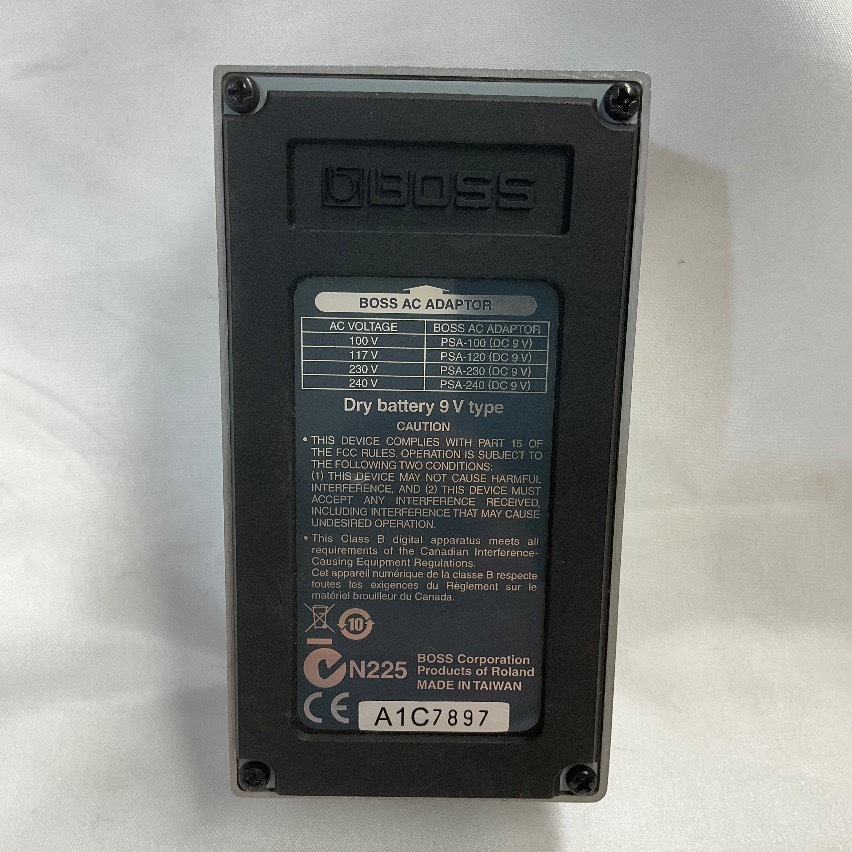 BOSS
BOSS AC ADAPTOR
AC VOLTAGE BOSS AC ADAPTOR
100 V PSA-100 (DC 9 V)
117 V PSA-120 (DC 9 V)
230 V PSA-230 (DC 9 V)
240 V PSA-240 (DC 9 V)
Dry battery 9 V type
CAUTION
• THIS DEVICE COMPLIES WITH PART 15 OF
THE FCC RULES. OPERATION IS SUBJECT TO
THE FOLLOWING TWO CONDITIONS:
(1) THIS DEVICE MAY NOT CAUSE HARMFUL
INTERFERENCE, AND (2) THIS DEVICE MUST
ACCEPT ANY INTERFERENCE RECEIVED,
INCLUDING INTERFERENCE THAT MAY CAUSE
UNDESIRED OPERATION.
• This Class B digital apparatus meets all
requirements of the Canadian Interference-
Causing Equipment Regulations.
Cet appareil numérique de la classe B respecte
toutes les exigences du Règlement sur le
matériel brouilleur du Canada.
10
N225
BOSS Corporation
Products of Roland
MADE IN TAIWAN
CE
A1C7897